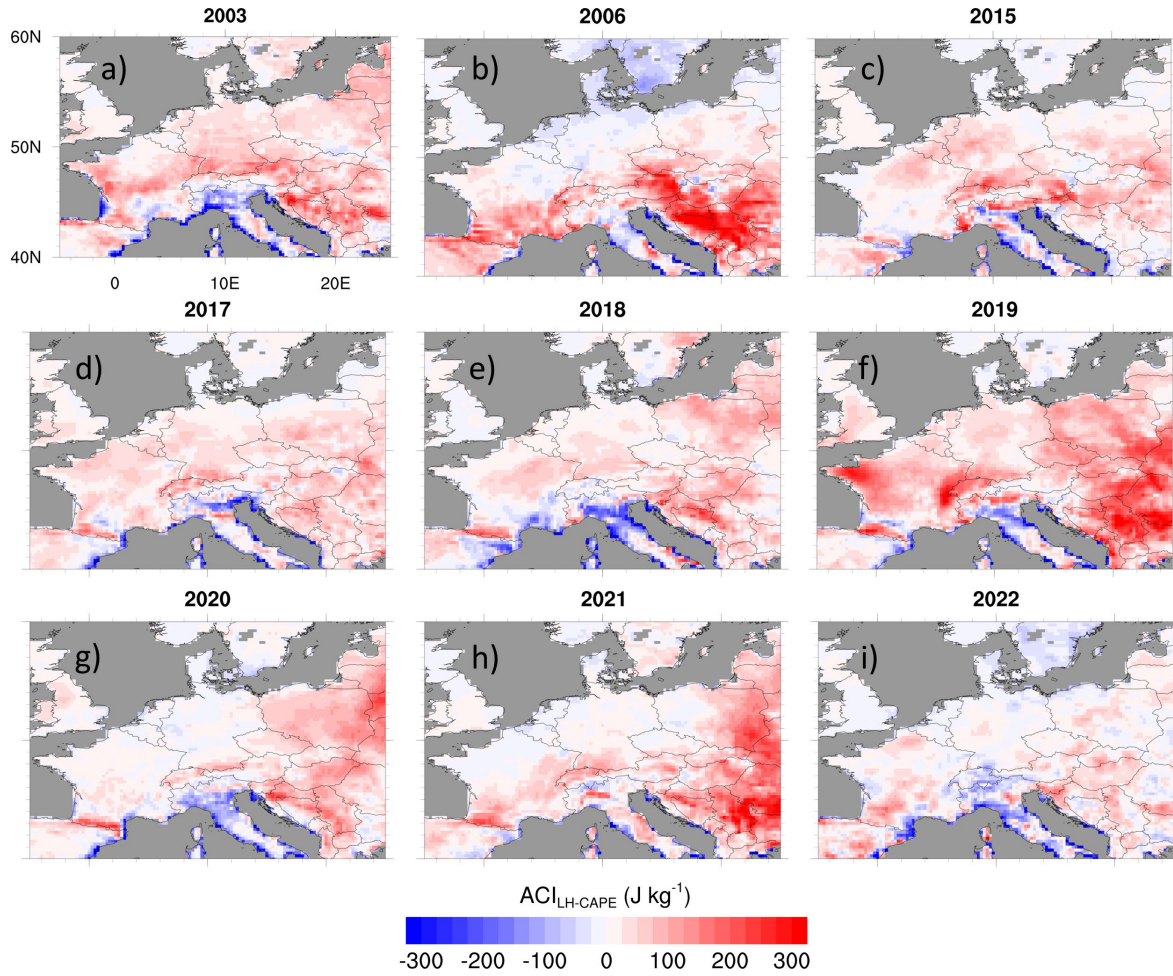 2003 2006 2015
60N
a) b) c)
50N
40N
0 10E 20E
2017 2018 2019
d) e) f)
2020 2021 2022
g) h) i)
ACI_LH-CAPE (J kg⁻¹)
-300 -200 -100 0 100 200 300